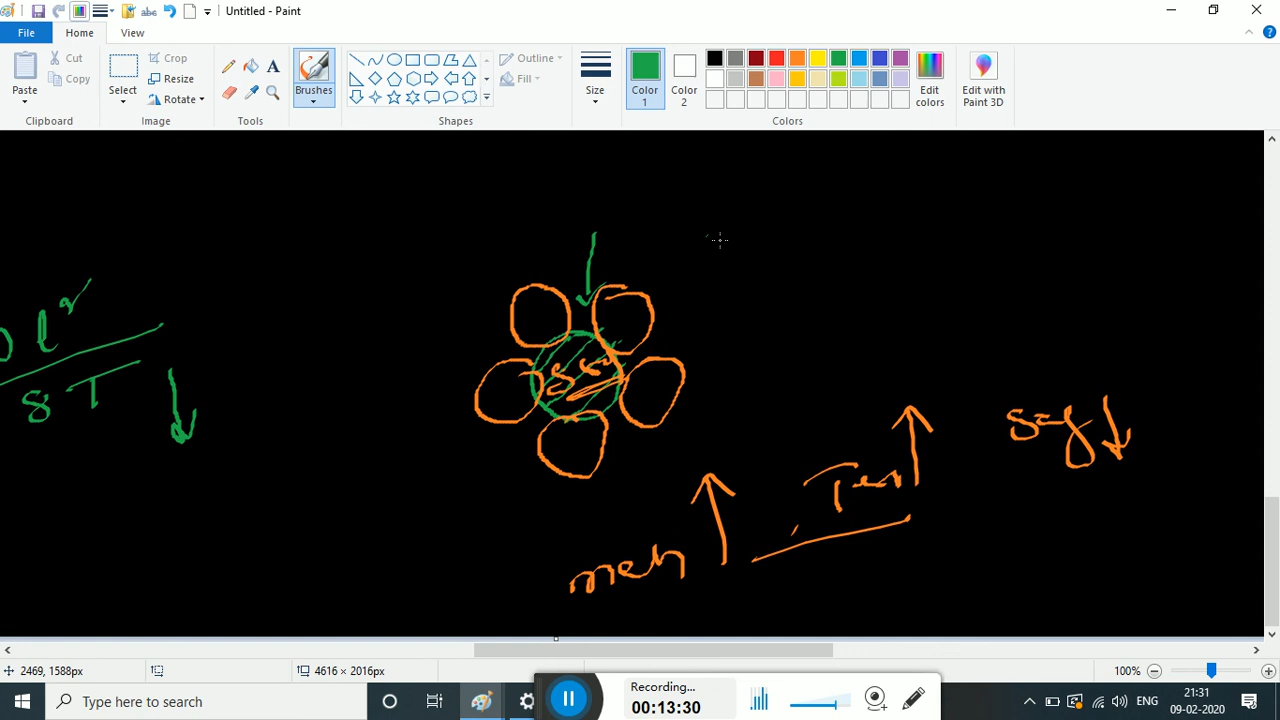 Untitled - Paint
File
Home
View
Paste
Cut
Copy
Clipboard
Select
Crop
Resize
Rotate
Image
Tools
Brushes
Outline
Fill
Shapes
Size
Color 1
Color 2
Edit colors
Colors
Edit with Paint 3D
8T
Ten
2469, 1588px
4616 × 2016px
100%
Type here to search
Recording...
00:13:30
ENG
21:31
09-02-2020